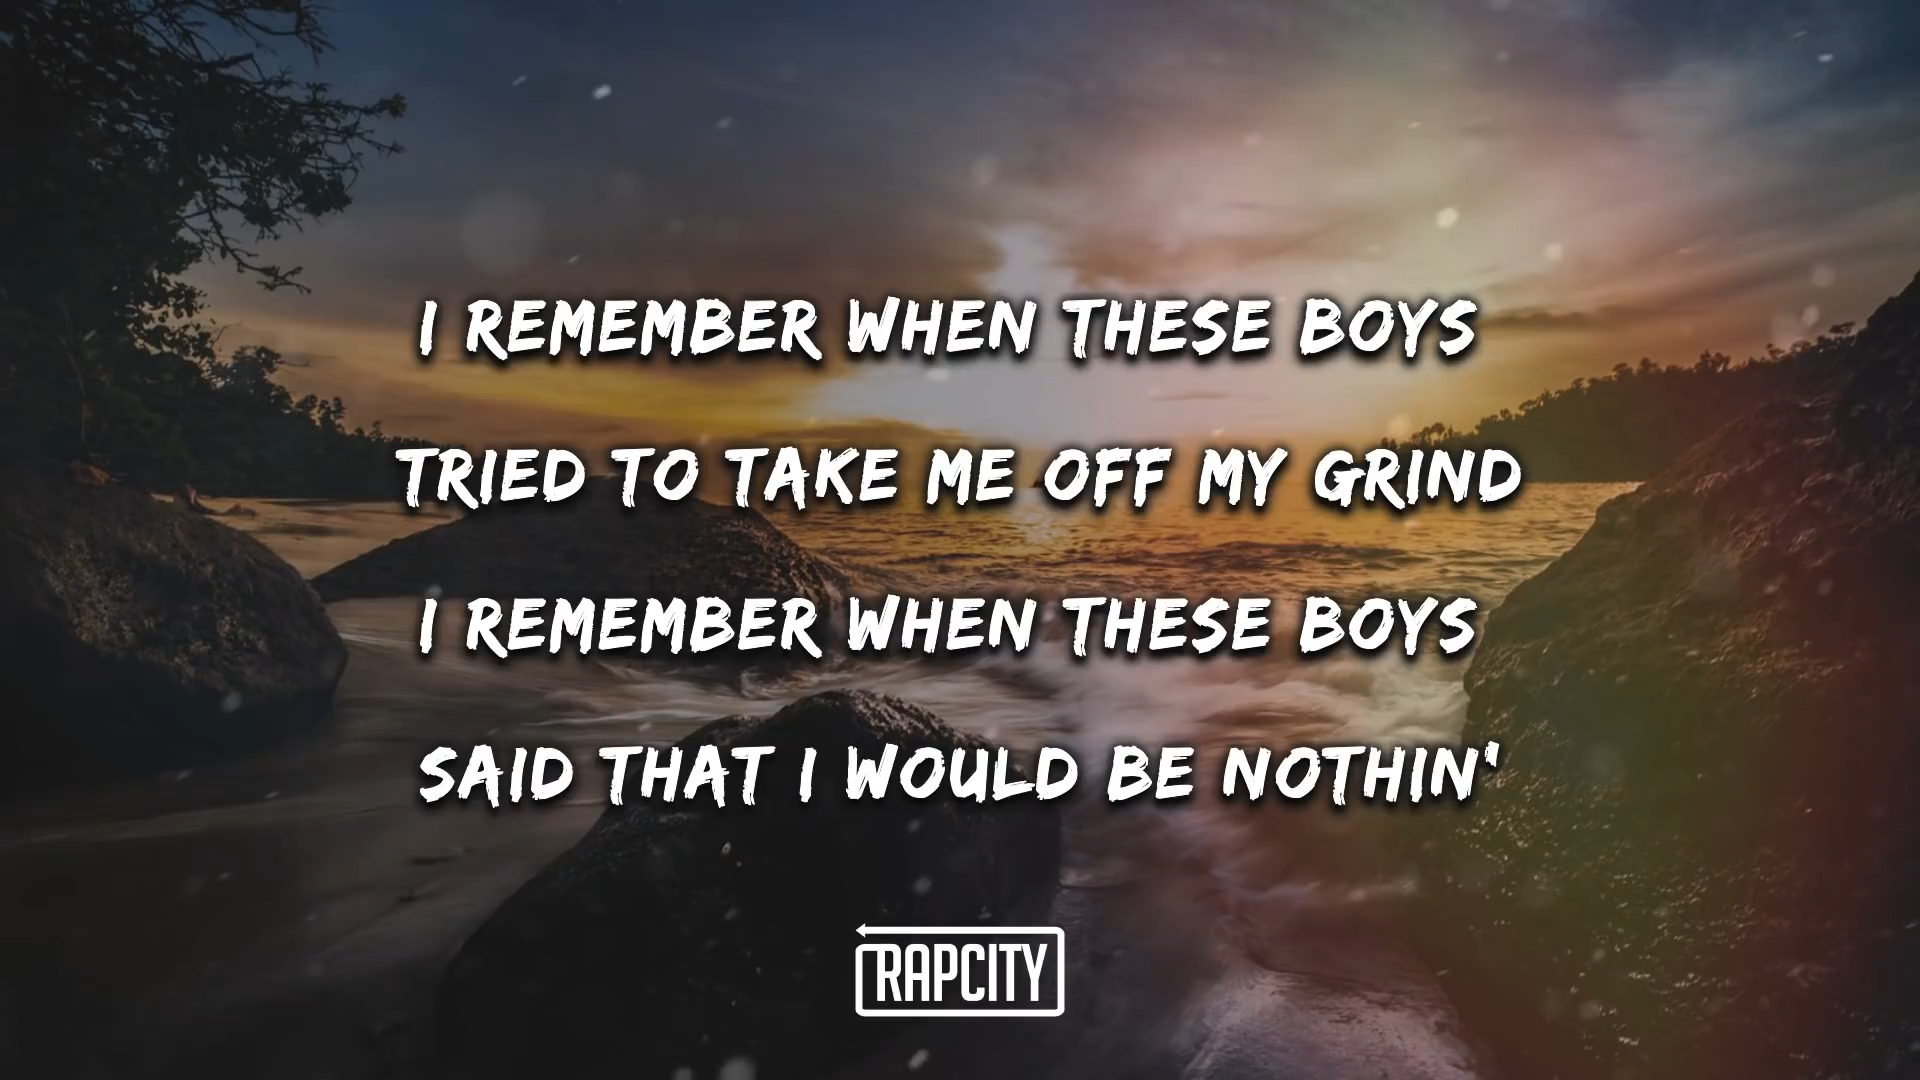 I REMEMBER WHEN THESE BOYS
TRIED TO TAKE ME OFF MY GRIND
I REMEMBER WHEN THESE BOYS
SAID THAT I WOULD BE NOTHIN'
RAPCITY